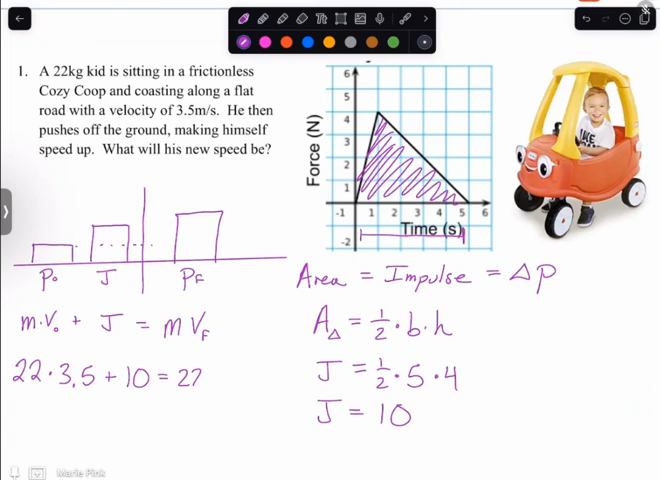 Tt
1. A 22kg kid is sitting in a frictionless
Cozy Coop and coasting along a flat
road with a velocity of 3.5m/s. He then
pushes off the ground, making himself
speed up. What will his new speed be?
6
5
4
3
2
1
-1 1 2 3 4 5 6
-2
Force (N)
Time (s)
P₀ J PF
m·V₀ + J = mVF
22·3.5 + 10 = 22
Area = Impulse = ΔP
A△ = ½·b·h
J = ½·5·4
J = 10
Marie Pink